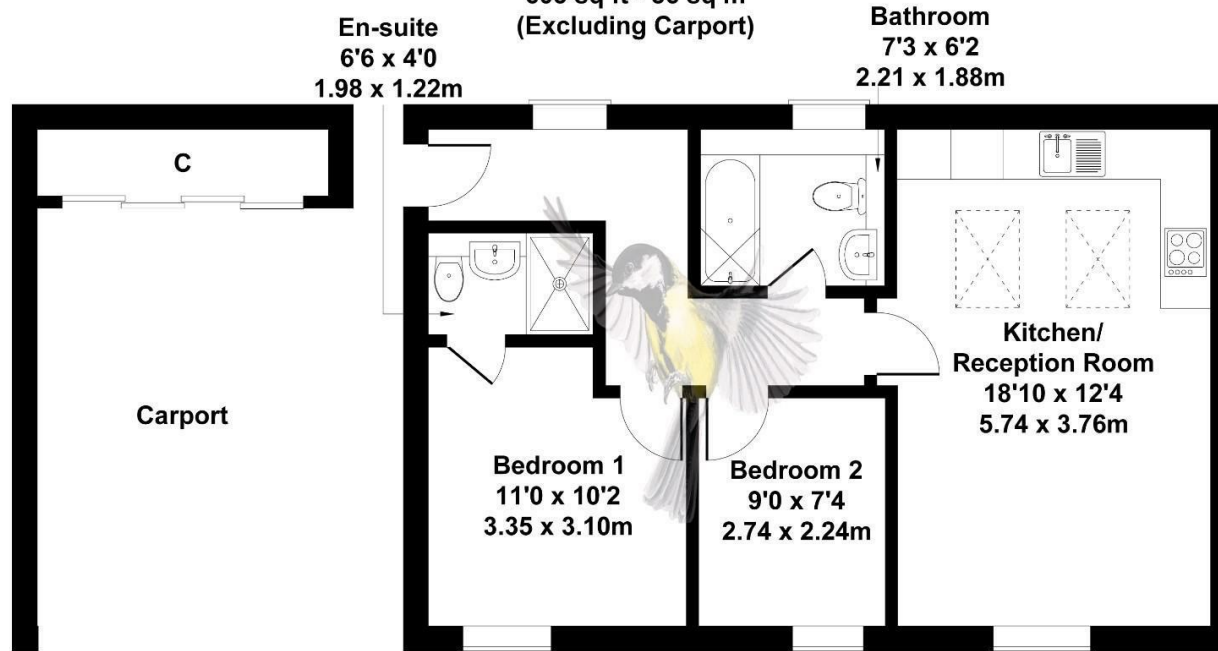 (Excluding Carport)
En-suite
6'6 x 4'0
1.98 x 1.22m
Bathroom
7'3 x 6'2
2.21 x 1.88m
C
Carport
Kitchen/
Reception Room
18'10 x 12'4
5.74 x 3.76m
Bedroom 1
11'0 x 10'2
3.35 x 3.10m
Bedroom 2
9'0 x 7'4
2.74 x 2.24m